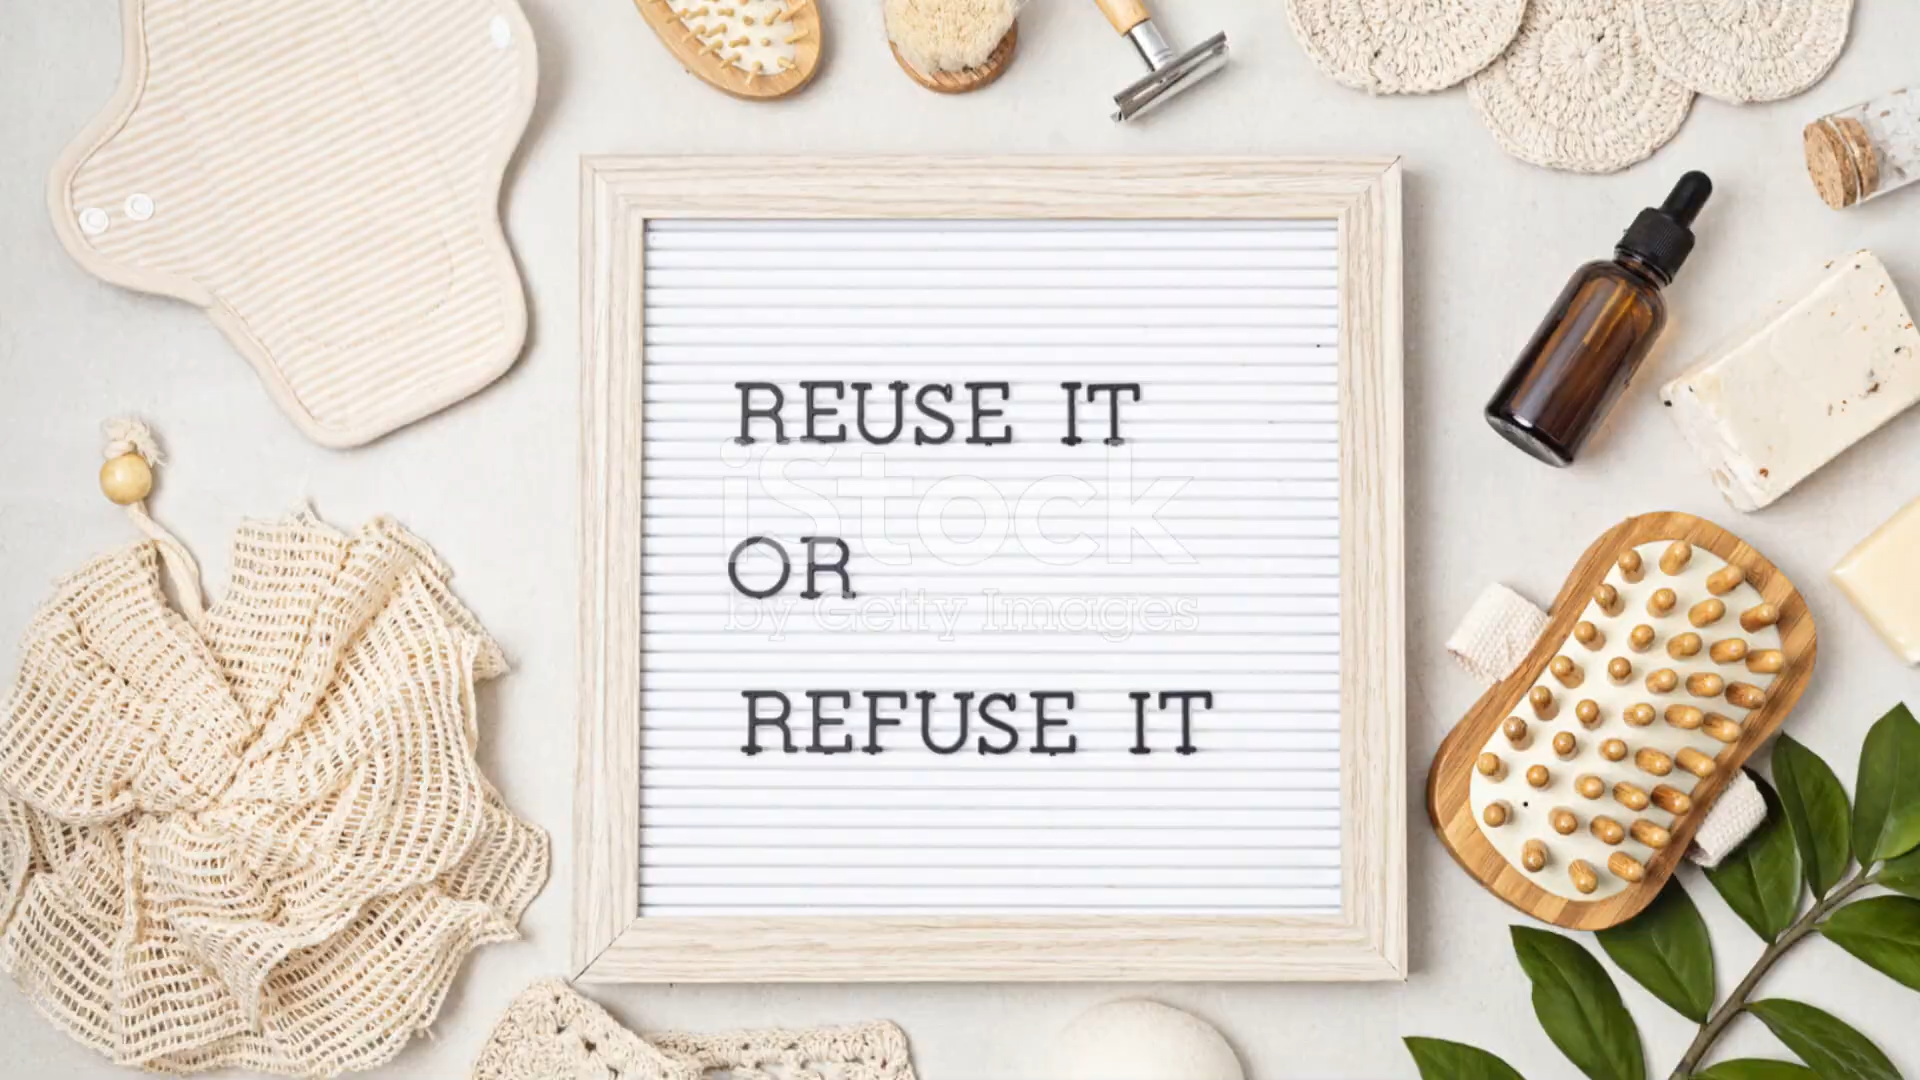 REUSE IT
iStock
OR
by Getty Images
REFUSE IT